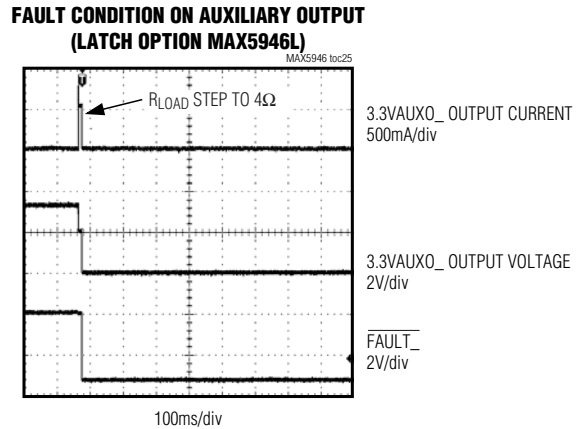 FAULT CONDITION ON AUXILIARY OUTPUT
(LATCH OPTION MAX5946L)
MAX5946 toc25
RLOAD STEP TO 4Ω
3.3VAUXO_ OUTPUT CURRENT
500mA/div
3.3VAUXO_ OUTPUT VOLTAGE
2V/div
FAULT_
2V/div
100ms/div